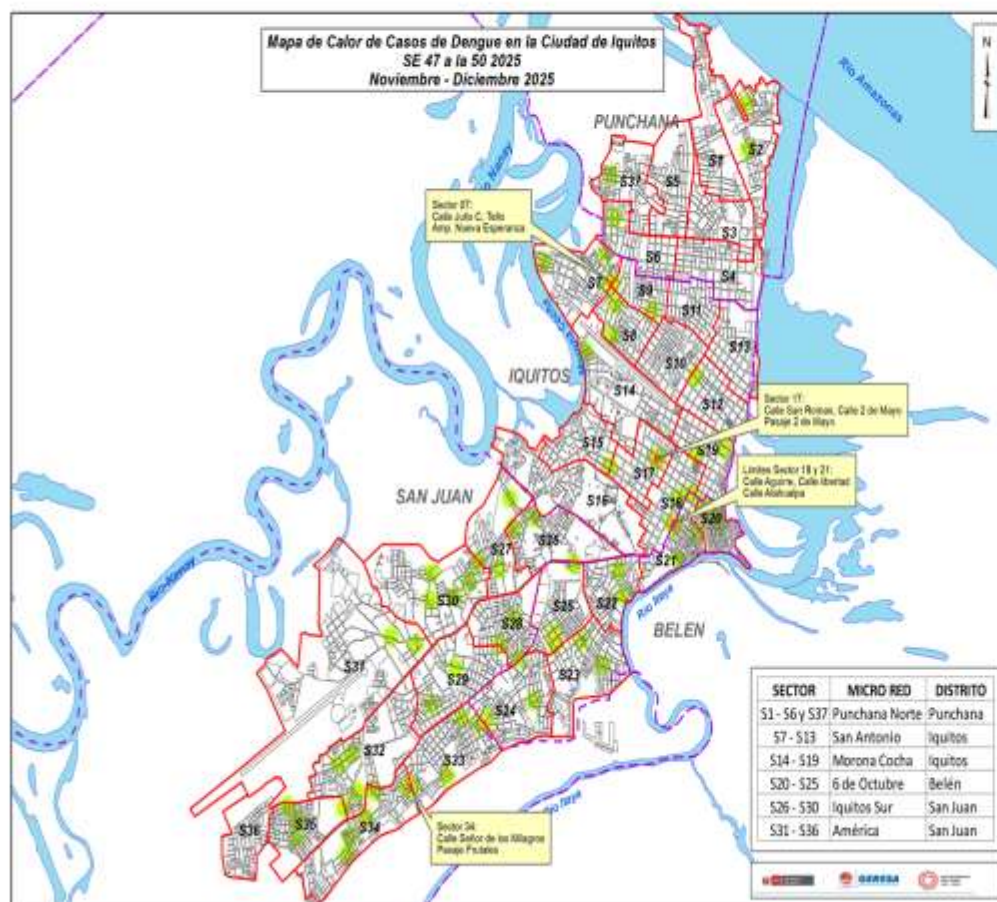 Mapa de Calor de Casos de Dengue en la Ciudad de Iquitos
SE 47 a la 50 2025
Noviembre - Diciembre 2025
N
Río Amazonas
PUNCHANA
Río Nanay
S2
S1
S37
S5
S3
Sector 07:
Calle Julio C. Tello
Amp. Nueva Esperanza
S6
S4
S7
S9
S11
S8
S13
S10
IQUITOS
S14
S12
Sector 17:
Calle San Roman, Calle 2 de Mayo
Pasaje 2 de Mayo
S15
S19
S17
Limites Sector 18 y 21:
Calle Aguirre, Calle libertad
Calle Atahualpa
SAN JUAN
S16
S18
S20
S26
S27
S21
Río Nanay
S30
S25
S22
Río Itaya
S28
BELEN
S31
S29
S23
S24
S32
S33
Río Itaya
S36
S35
S34
Sector 34:
Calle Señor de los Milagros
Pasaje Frutales
SECTOR MICRO RED DISTRITO
S1 - S6 y S37 Punchana Norte Punchana
S7 - S13 San Antonio Iquitos
S14 - S19 Morona Cocha Iquitos
S20 - S25 6 de Octubre Belén
S26 - S30 Iquitos Sur San Juan
S31 - S36 América San Juan
GERESA